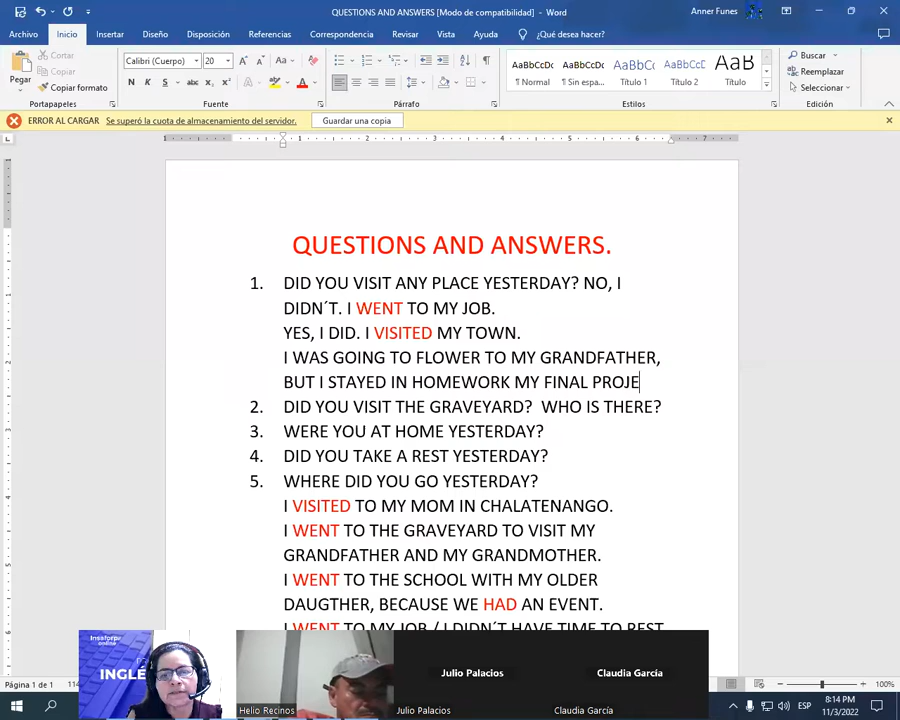 QUESTIONS AND ANSWERS [Modo de compatibilidad] - Word
Anner Funes
Archivo Inicio Insertar Diseño Disposición Referencias Correspondencia Revisar Vista Ayuda ¿Qué desea hacer?
Pegar
Cortar
Copiar
Copiar formato
Portapapeles
Calibri (Cuerpo) 20
Fuente
Párrafo
AaBbCcDc AaBbCcDc AaBbCc AaBbCcD AaB
¶ Normal ¶ Sin espa... Título 1 Título 2 Título
Estilos
Buscar
Reemplazar
Seleccionar
Edición
ERROR AL CARGAR Se superó la cuota de almacenamiento del servidor. Guardar una copia
QUESTIONS AND ANSWERS.
1. DID YOU VISIT ANY PLACE YESTERDAY? NO, I
DIDN´T. I WENT TO MY JOB.
YES, I DID. I VISITED MY TOWN.
I WAS GOING TO FLOWER TO MY GRANDFATHER,
BUT I STAYED IN HOMEWORK MY FINAL PROJE
2. DID YOU VISIT THE GRAVEYARD? WHO IS THERE?
3. WERE YOU AT HOME YESTERDAY?
4. DID YOU TAKE A REST YESTERDAY?
5. WHERE DID YOU GO YESTERDAY?
I VISITED TO MY MOM IN CHALATENANGO.
I WENT TO THE GRAVEYARD TO VISIT MY
GRANDFATHER AND MY GRANDMOTHER.
I WENT TO THE SCHOOL WITH MY OLDER
DAUGTHER, BECAUSE WE HAD AN EVENT.
I WENT TO MY JOB / I DIDN´T HAVE TIME TO REST
Inssforp
online
INGLÉ
Helio Recinos
Julio Palacios
Julio Palacios
Claudia García
Claudia García
Página 1 de 1
100%
ESP
8:14 PM
11/3/2022